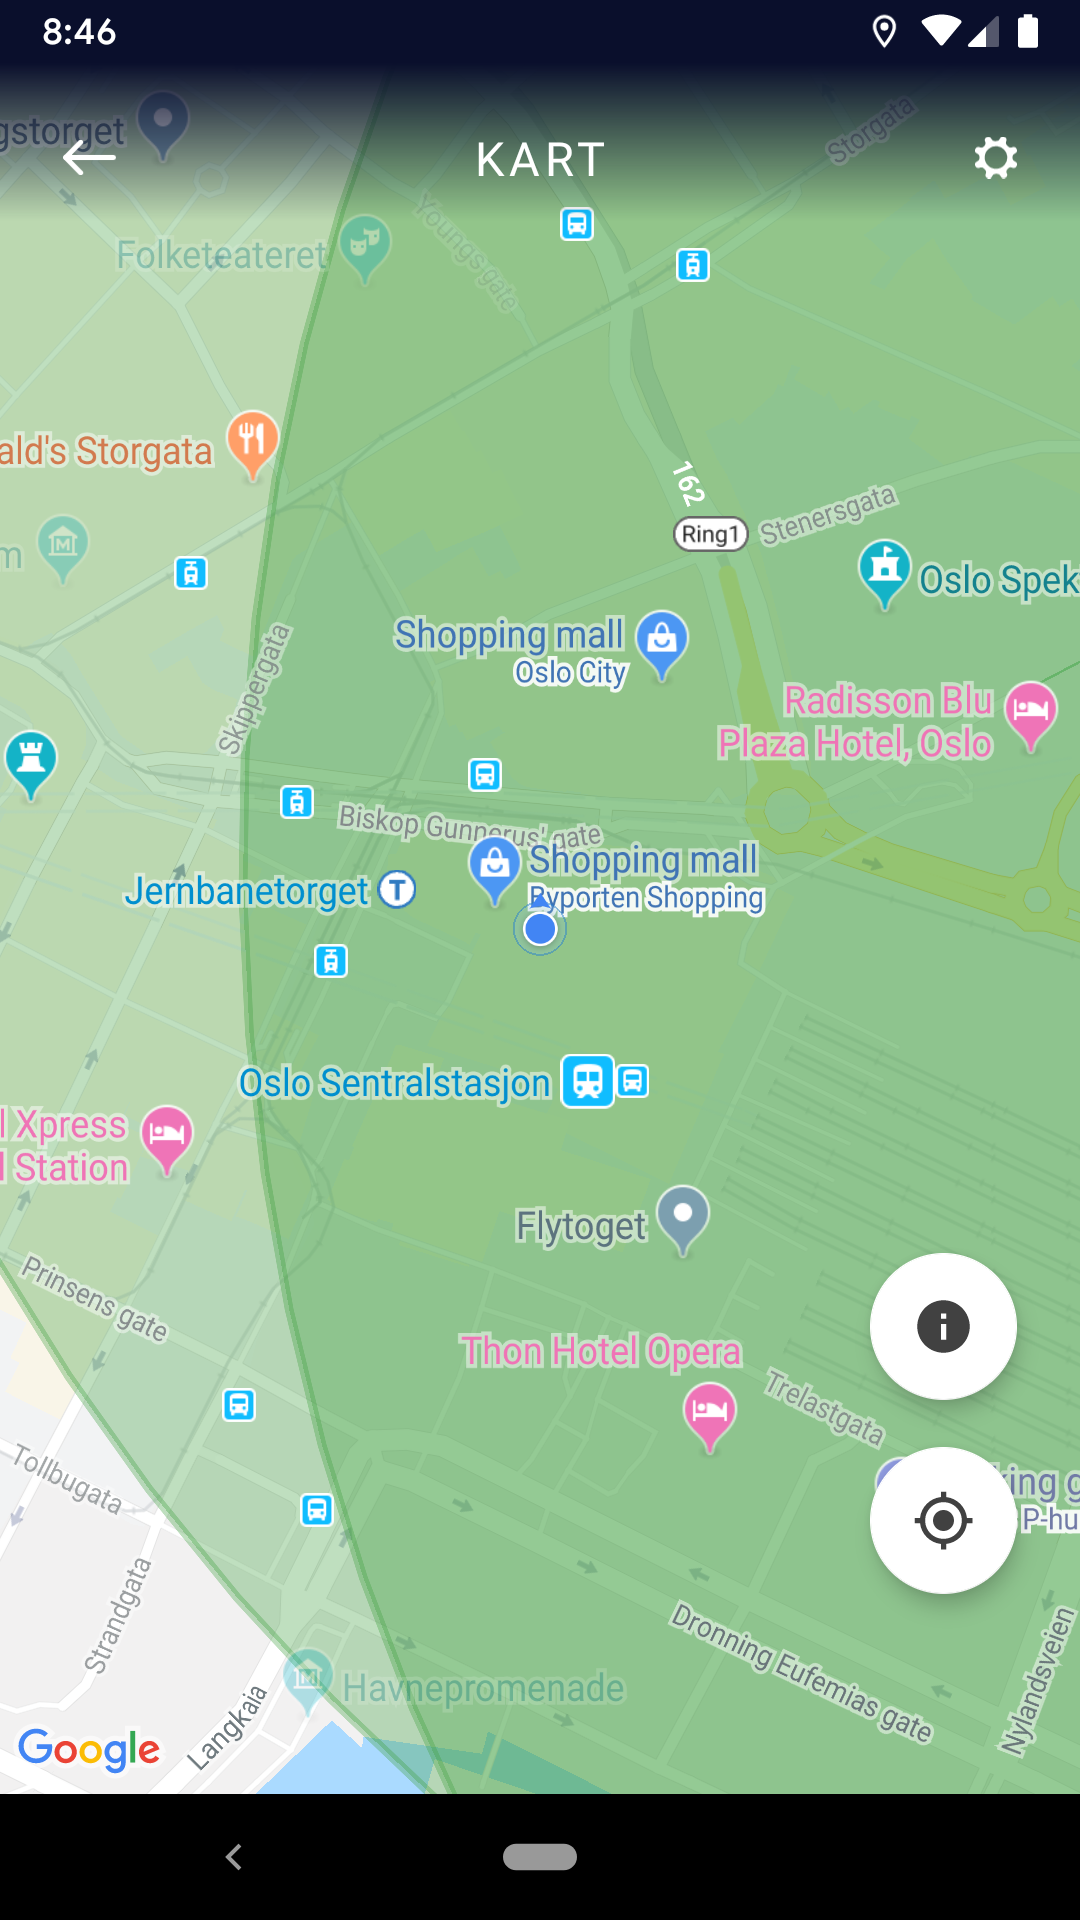 8:46
gstorget
KART
Storgata
Youngs gate
Folketeateret
ald's Storgata
162
Ring1
Stenersgata
m
Oslo Spek
Shopping mall
Oslo City
Skippergata
Radisson Blu
Plaza Hotel, Oslo
Biskop Gunnerus' gate
Shopping mall
Byporten Shopping
Jernbanetorget T
Oslo Sentralstasjon
l Xpress
l Station
Flytoget
Prinsens gate
Thon Hotel Opera
Trelastgata
Tollbugata
king g
P-hu
Strandgata
Dronning Eufemias gate
Nylandsveien
Havnepromenade
Langkaia
Google